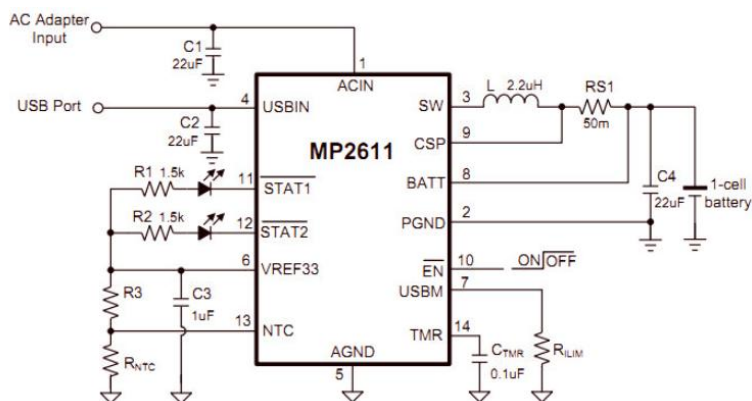 AC Adapter
Input
C1
22uF
1
ACIN
USB Port
4
USBIN
C2
22uF
MP2611
SW
3
L
2.2uH
RS1
50m
CSP
9
BATT
8
C4
22uF
1-cell
battery
PGND
2
R1
1.5k
11
STAT1
R2
1.5k
12
STAT2
6
VREF33
EN
10
ON OFF
USBM
7
R3
C3
1uF
13
NTC
TMR
14
CTMR
0.1uF
RILIM
RNTC
AGND
5